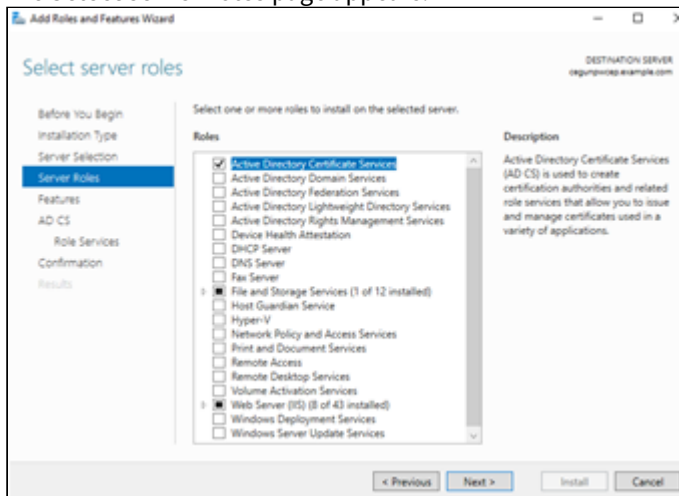 Add Roles and Features Wizard
Select server roles
DESTINATION SERVER
Before You Begin
Installation Type
Server Selection
Server Roles
Features
AD CS
Role Services
Confirmation
Results
Select one or more roles to install on the selected server.
Roles
Active Directory Certificate Services
Active Directory Domain Services
Active Directory Federation Services
Active Directory Lightweight Directory Services
Active Directory Rights Management Services
Device Health Attestation
DHCP Server
DNS Server
Fax Server
File and Storage Services (1 of 12 installed)
Host Guardian Service
Hyper-V
Network Policy and Access Services
Print and Document Services
Remote Access
Remote Desktop Services
Volume Activation Services
Web Server (IIS) (8 of 43 installed)
Windows Deployment Services
Windows Server Update Services
Description
Active Directory Certificate Services
(AD CS) is used to create
certification authorities and related
role services that allow you to issue
and manage certificates used in a
variety of applications.
< Previous
Next >
Install
Cancel